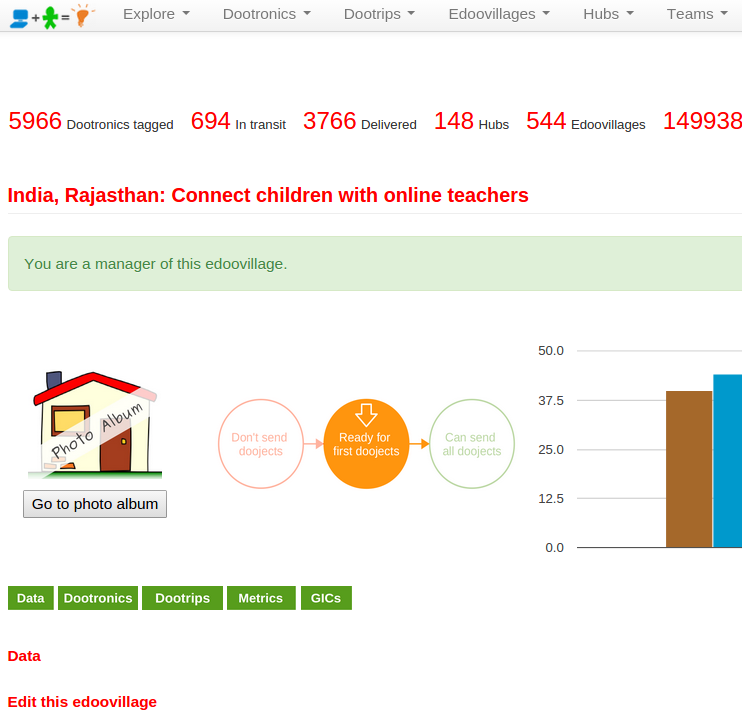 Explore Dootronics Dootrips Edoovillages Hubs Teams
5966 Dootronics tagged 694 In transit 3766 Delivered 148 Hubs 544 Edoovillages 149938
India, Rajasthan: Connect children with online teachers
You are a manager of this edoovillage.
Photo Album
Go to photo album
Don't send
doojects
Ready for
first doojects
Can send
all doojects
50.0
37.5
25.0
12.5
0.0
Data Dootronics Dootrips Metrics GICs
Data
Edit this edoovillage